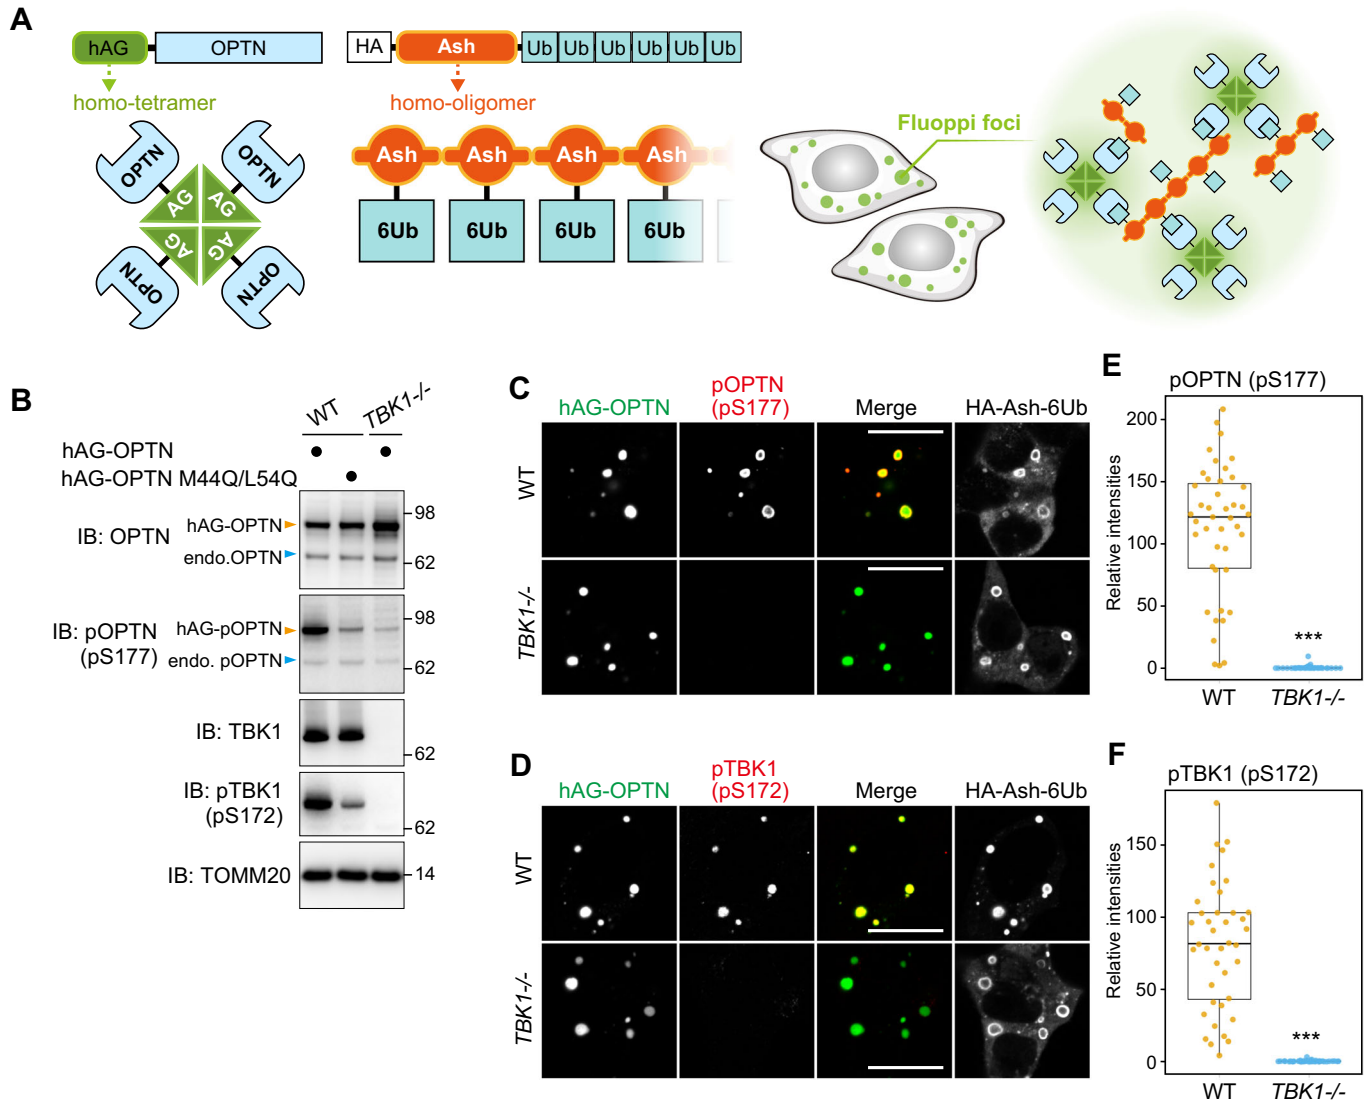 A
hAG
OPTN
HA
Ash
Ub Ub Ub Ub Ub Ub
homo-tetramer
homo-oligomer
OPTN
OPTN
AG
AG
AG
AG
OPTN
OPTN
Ash
Ash
Ash
Ash
6Ub
6Ub
6Ub
6Ub
Fluoppi foci
B
WT
TBK1-/-
hAG-OPTN
hAG-OPTN M44Q/L54Q
IB: OPTN
hAG-OPTN
endo.OPTN
98
62
IB: pOPTN
(pS177)
hAG-pOPTN
endo. pOPTN
98
62
IB: TBK1
62
IB: pTBK1
(pS172)
62
IB: TOMM20
14
C
hAG-OPTN
pOPTN
(pS177)
Merge
HA-Ash-6Ub
WT
TBK1-/-
D
hAG-OPTN
pTBK1
(pS172)
Merge
HA-Ash-6Ub
WT
TBK1-/-
E
pOPTN (pS177)
Relative intensities
200
150
100
50
0
***
WT
TBK1-/-
F
pTBK1 (pS172)
Relative intensities
150
100
50
0
***
WT
TBK1-/-